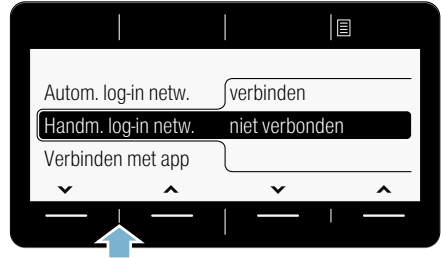 Autom. log-in netw. verbinden
Handm. log-in netw. niet verbonden
Verbinden met app